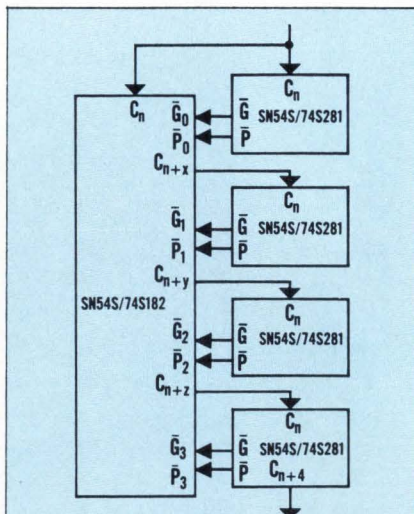 Cn
Cn
SN54S/74S281
G̅0
G̅
P̅0
P̅
Cn+x
Cn
G̅1
G̅
SN54S/74S281
P̅1
P̅
Cn+y
SN54S/74S182
Cn
G̅2
G̅
SN54S/74S281
P̅2
P̅
Cn+z
Cn
G̅3
G̅
SN54S/74S281
P̅3
P̅
Cn+4